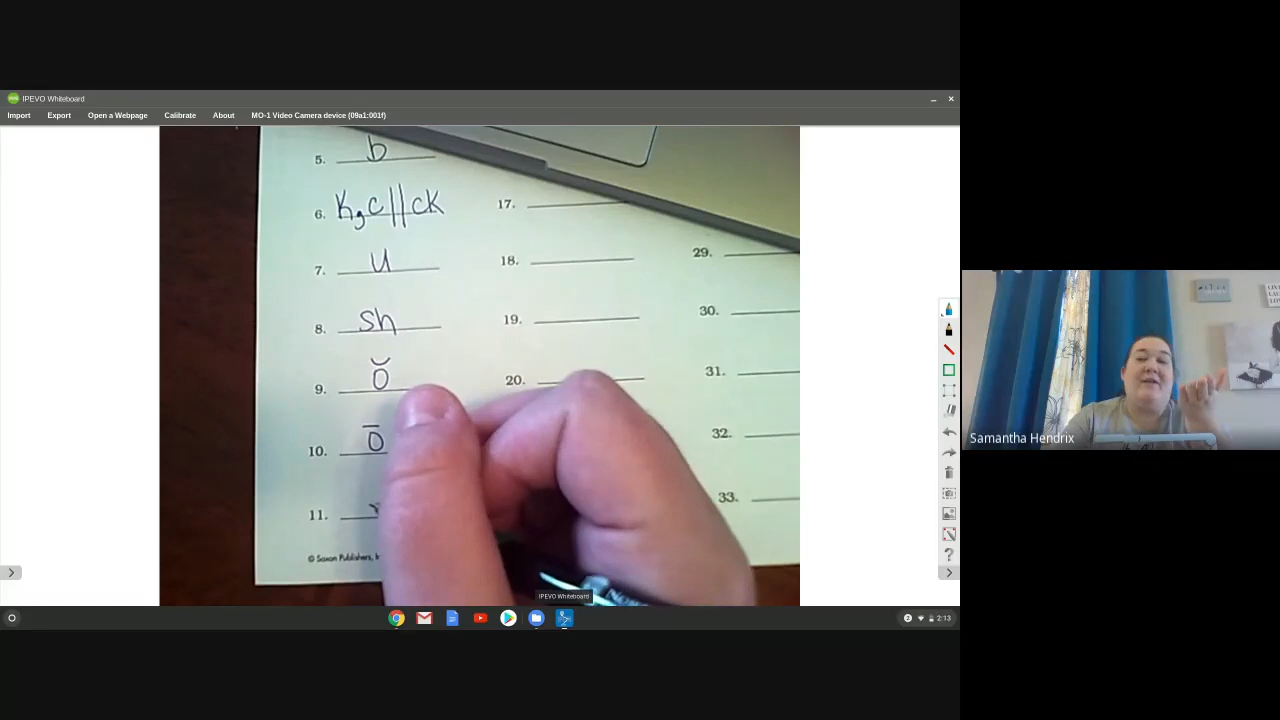 IPEVO Whiteboard
Import Export Open a Webpage Calibrate About MO-1 Video Camera device (09a1:001f)
5. b
6. K,c||ck
7. u
8. sh
9. ŏ
10. ō
11.
© Saxon Publishers,
17.
18.
19.
20.
29.
30.
31.
32.
33.
Samantha Hendrix
IPEVO Whiteboard
2:13